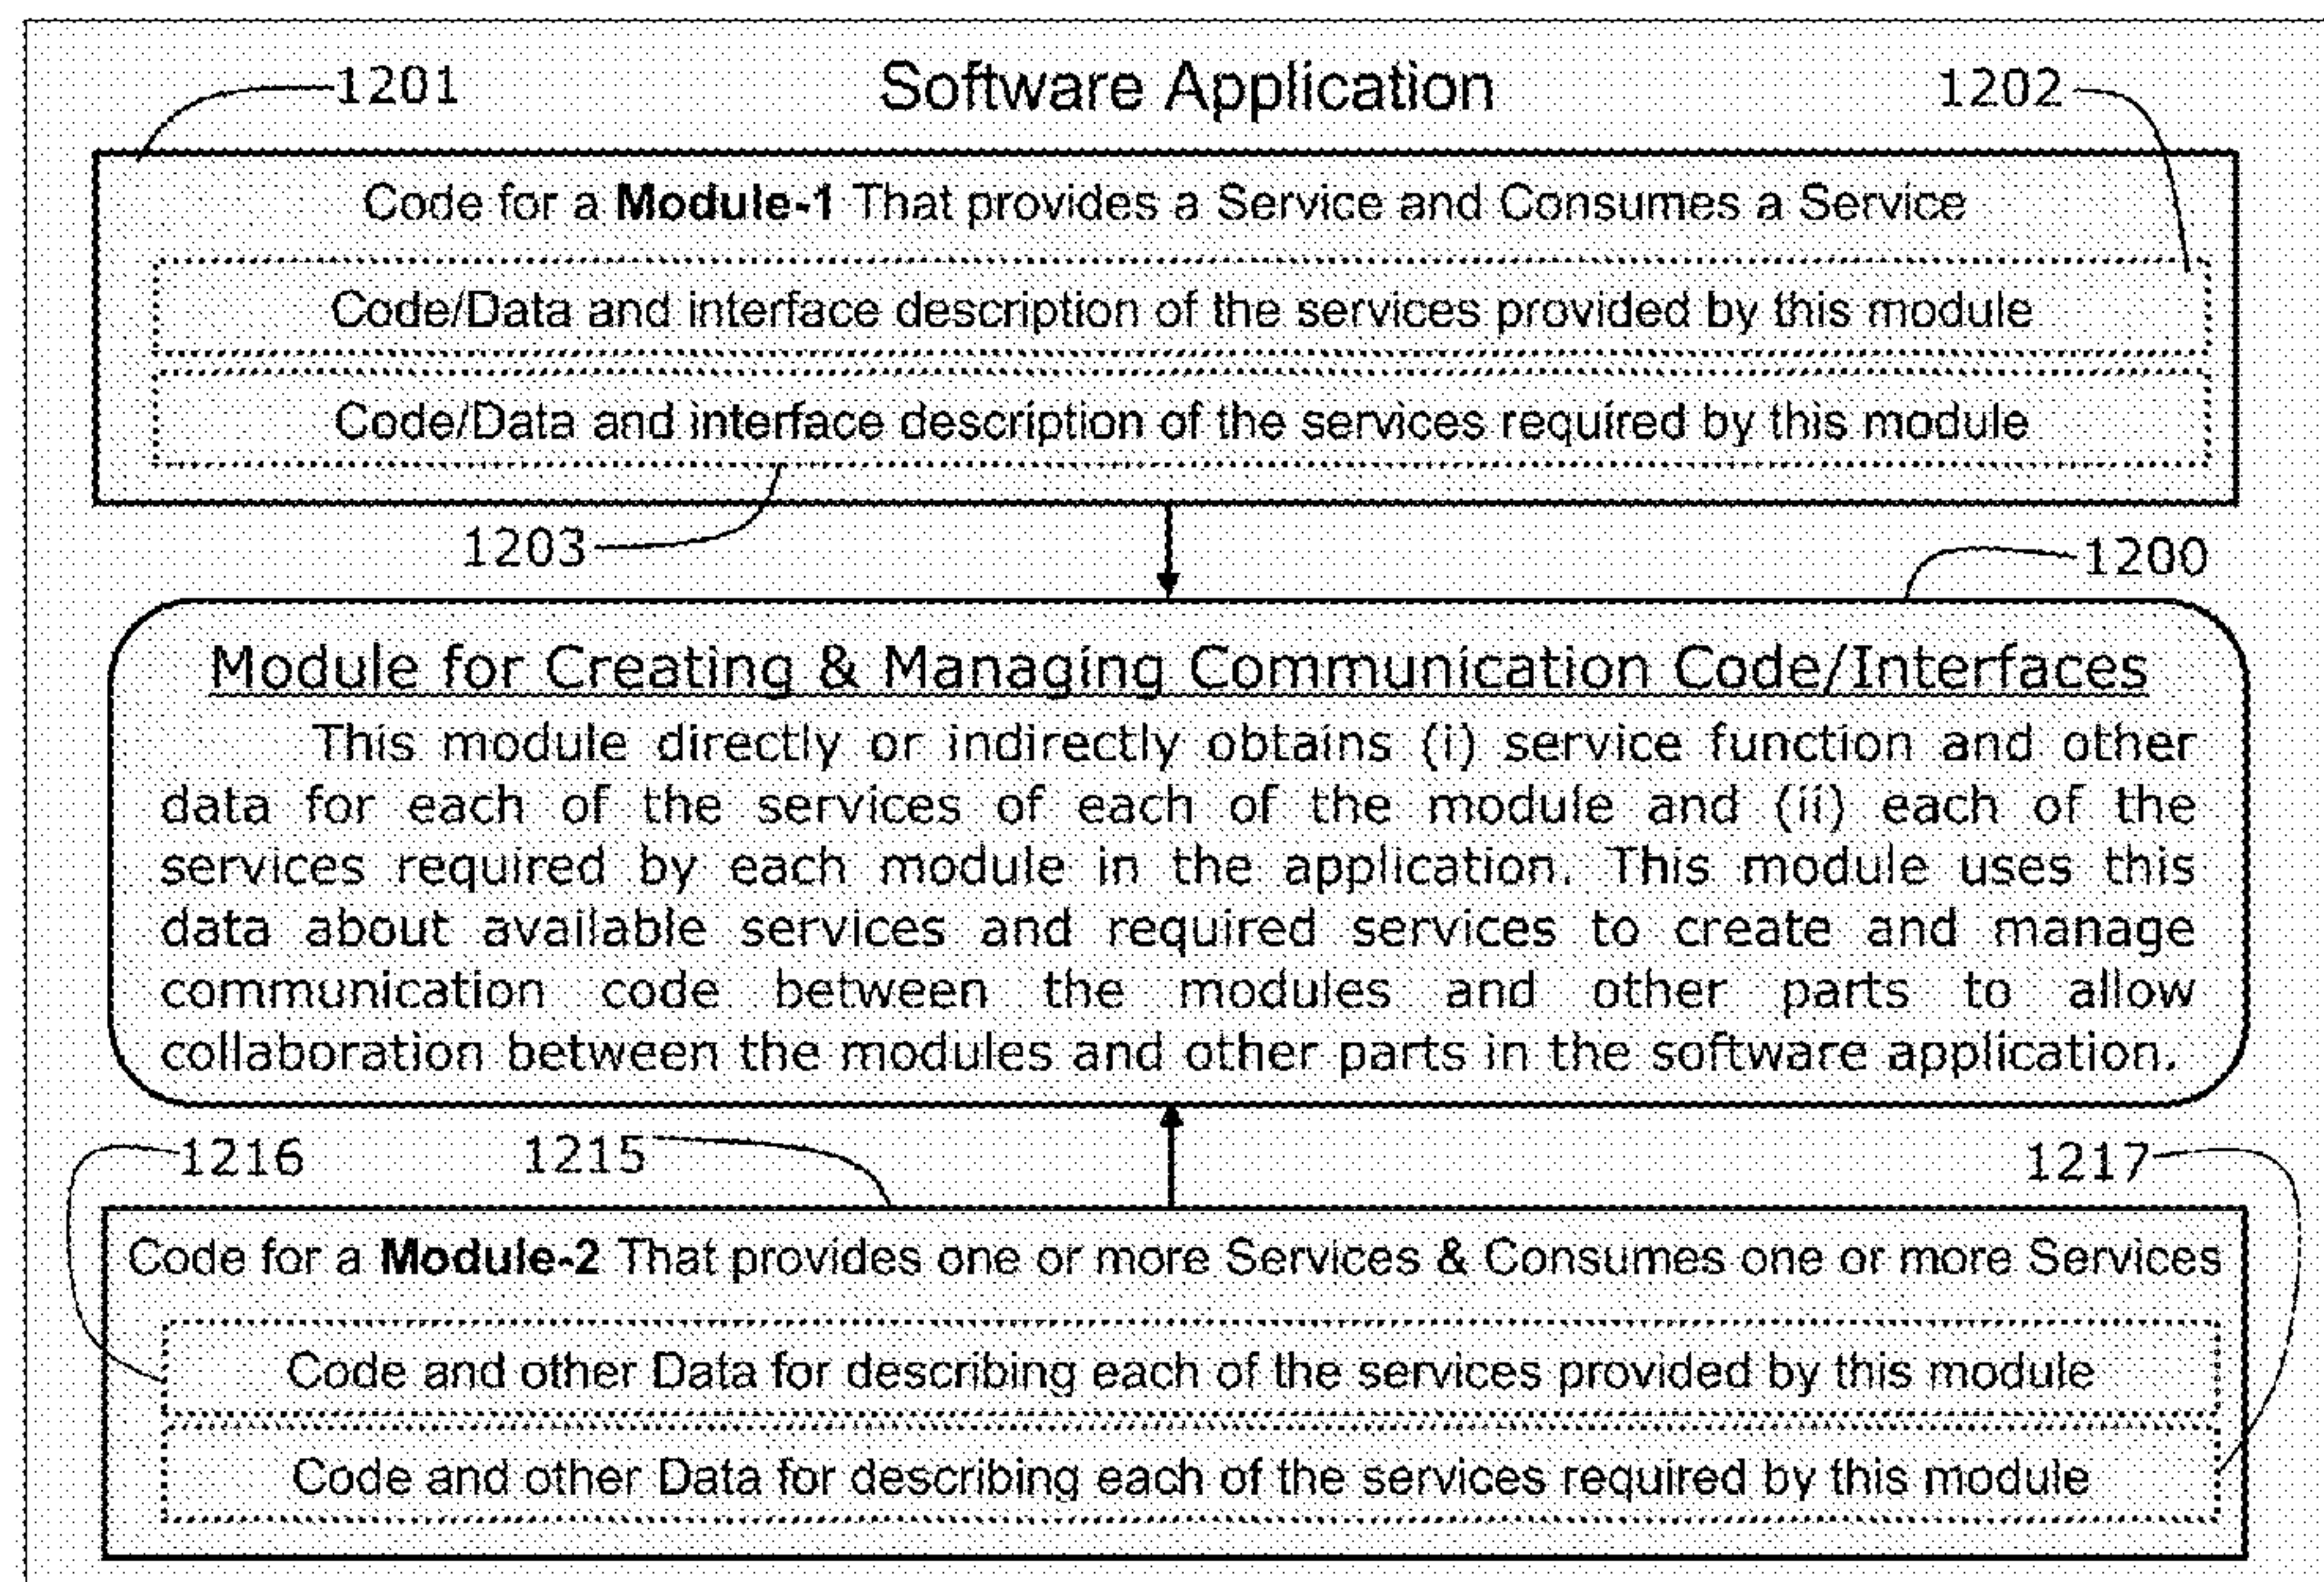 1201
Software Application
1202
Code for a Module-1 That provides a Service and Consumes a Service
Code/Data and interface description of the services provided by this module
Code/Data and interface description of the services required by this module
1203
1200
Module for Creating & Managing Communication Code/Interfaces
This module directly or indirectly obtains (i) service function and other
data for each of the services of each of the module and (ii) each of the
services required by each module in the application. This module uses this
data about available services and required services to create and manage
communication code between the modules and other parts to allow
collaboration between the modules and other parts in the software application.
1216
1215
1217
Code for a Module-2 That provides one or more Services & Consumes one or more Services
Code and other Data for describing each of the services provided by this module
Code and other Data for describing each of the services required by this module